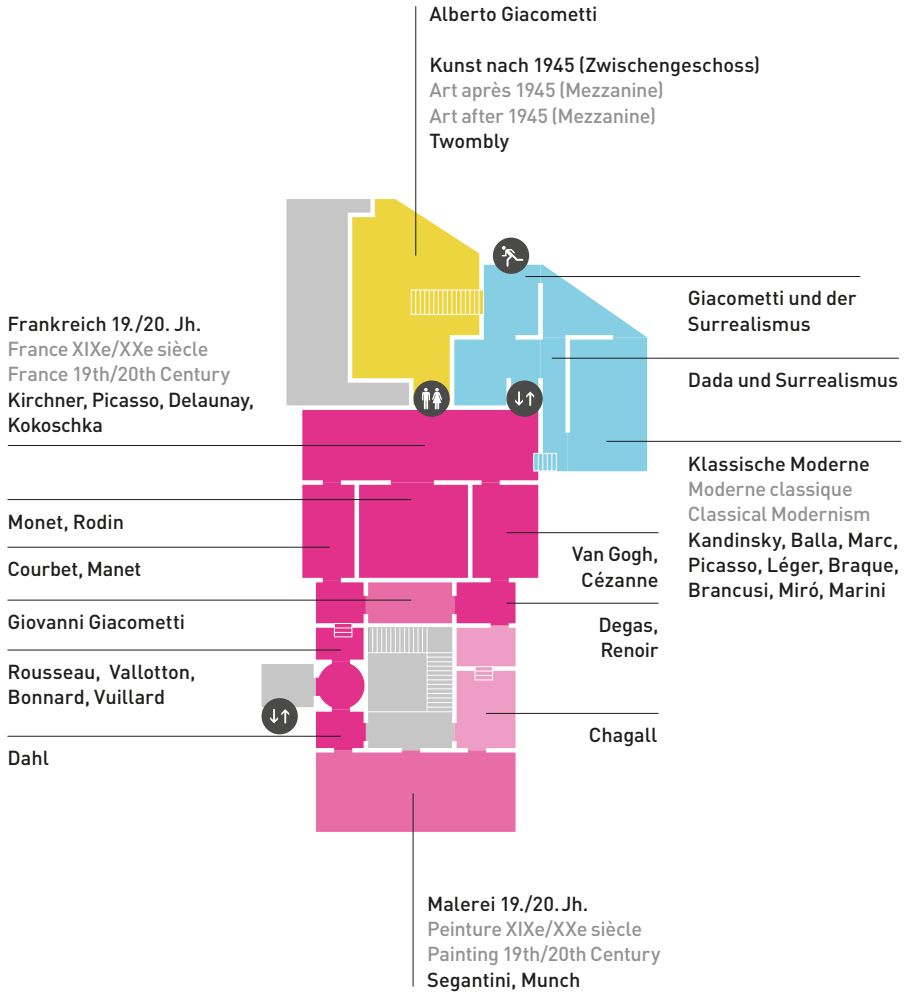 Alberto Giacometti
Kunst nach 1945 (Zwischengeschoss)
Art après 1945 (Mezzanine)
Art after 1945 (Mezzanine)
Twombly
Giacometti und der
Surrealismus
Dada und Surrealismus
Klassische Moderne
Moderne classique
Classical Modernism
Kandinsky, Balla, Marc,
Picasso, Léger, Braque,
Brancusi, Miró, Marini
Frankreich 19./20. Jh.
France XIXe/XXe siècle
France 19th/20th Century
Kirchner, Picasso, Delaunay,
Kokoschka
Monet, Rodin
Courbet, Manet
Giovanni Giacometti
Rousseau, Vallotton,
Bonnard, Vuillard
Dahl
Van Gogh,
Cézanne
Degas,
Renoir
Chagall
Malerei 19./20. Jh.
Peinture XIXe/XXe siècle
Painting 19th/20th Century
Segantini, Munch